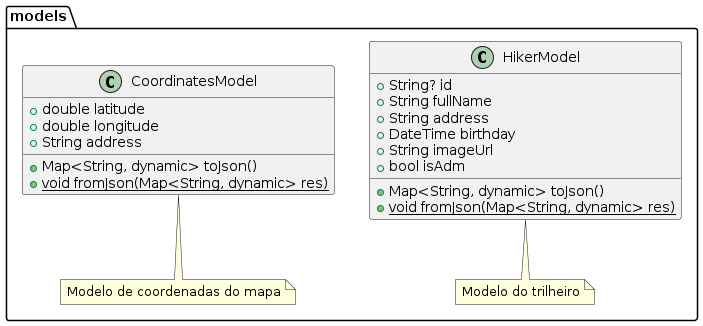 models
C CoordinatesModel
double latitude
double longitude
String address
Map<String, dynamic> toJson()
void fromJson(Map<String, dynamic> res)
Modelo de coordenadas do mapa
C HikerModel
String? id
String fullName
String address
DateTime birthday
String imageUrl
bool isAdm
Map<String, dynamic> toJson()
void fromJson(Map<String, dynamic> res)
Modelo do trilheiro